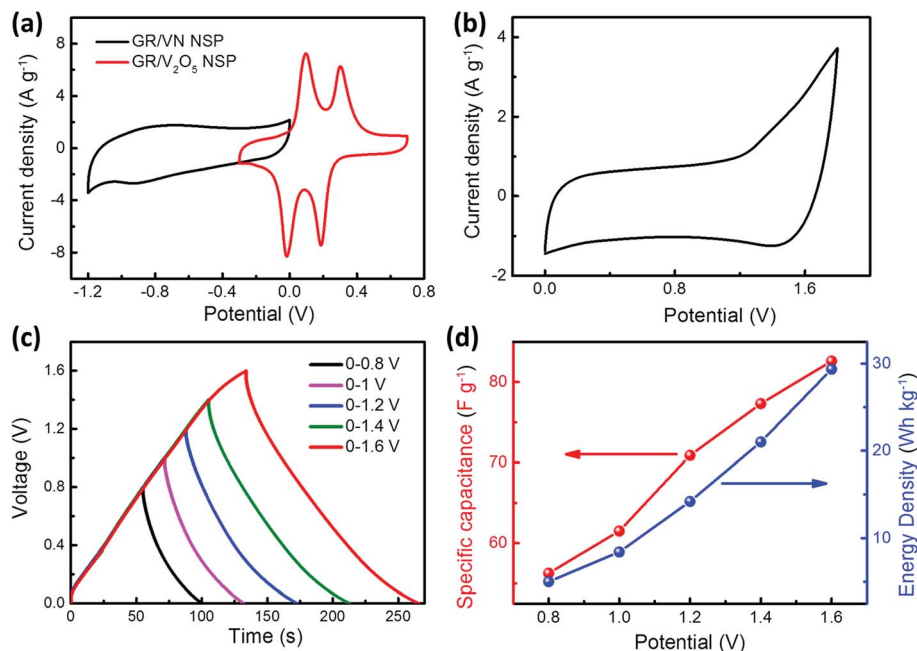 (a)
GR/VN NSP
GR/V₂O₅ NSP
Current density (A g⁻¹)
8
4
0
-4
-8
-1.2 -0.8 -0.4 0.0 0.4 0.8
Potential (V)
(b)
Current density (A g⁻¹)
4
2
0
-2
0.0 0.8 1.6
Potential (V)
(c)
0-0.8 V
0-1 V
0-1.2 V
0-1.4 V
0-1.6 V
Voltage (V)
1.6
1.2
0.8
0.4
0.0
0 50 100 150 200 250
Time (s)
(d)
Specific capacitance (F g⁻¹)
80
70
60
Energy Density (Wh kg⁻¹)
30
20
10
0.8 1.0 1.2 1.4 1.6
Potential (V)